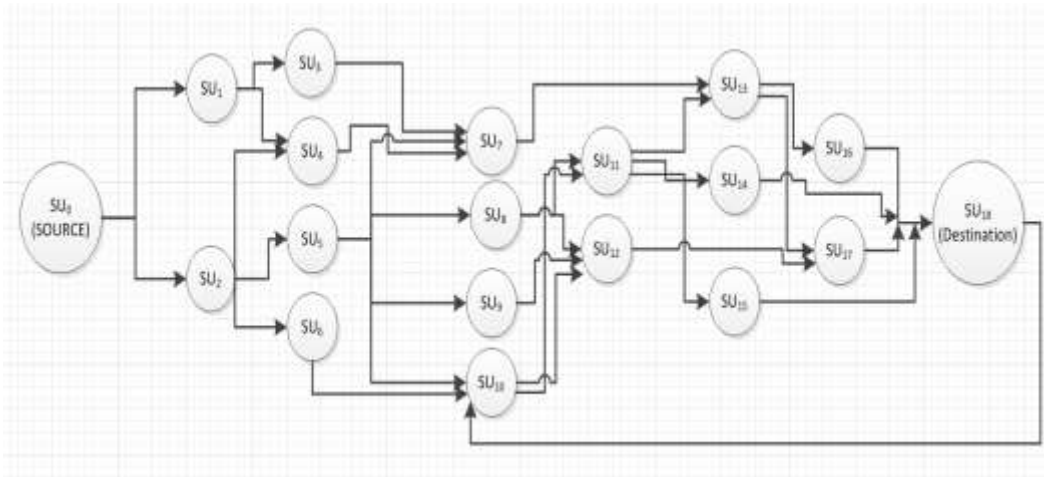 SU₁
SU₄
SU₀
(SOURCE)
SU₂
SU₅
SU₆
SU₇
SU₈
SU₉
SU₁₀
SU₁₁
SU₁₂
SU₁₃
SU₁₄
SU₁₅
SU₁₆
SU₁₇
SU₁₈
(Destination)